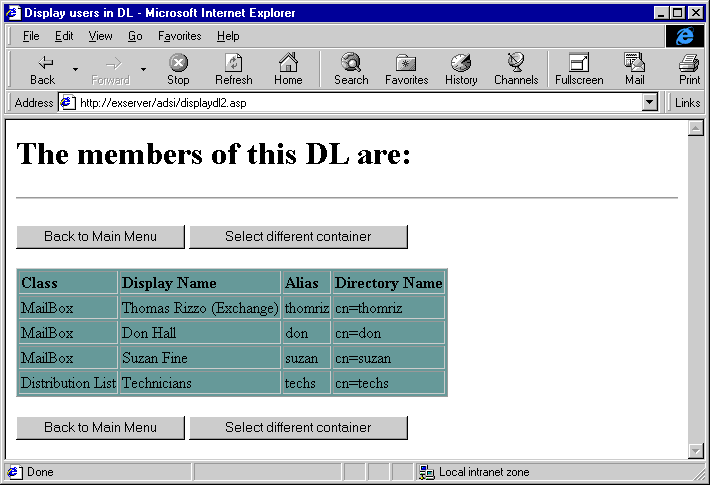 Display users in DL - Microsoft Internet Explorer
File Edit View Go Favorites Help
Back Forward Stop Refresh Home Search Favorites History Channels Fullscreen Mail Print
Address http://exserver/adsi/displaydl2.asp Links
The members of this DL are:
Back to Main Menu Select different container
Class Display Name Alias Directory Name
MailBox Thomas Rizzo (Exchange) thomriz cn=thomriz
MailBox Don Hall don cn=don
MailBox Suzan Fine suzan cn=suzan
Distribution List Technicians techs cn=techs
Back to Main Menu Select different container
Done Local intranet zone